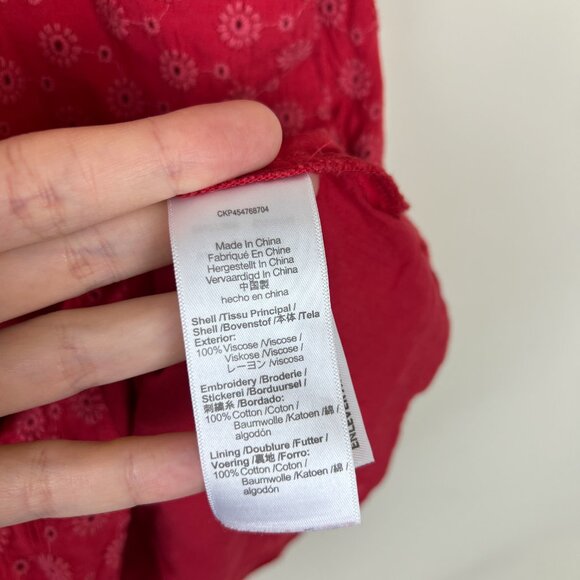 CKP454768704
Made In China
Fabriqué En Chine
Hergestellt In China
Vervaardigd in China
中国製
hecho en china
Shell /Tissu Principal /
Shell /Bovenstof /本体 /Tela
Exterior:
100% Viscose /Viscose /
Viskose /Viscose /
レーヨン /viscosa
Embroidery /Broderie /
Stickerei /Borduursel /
刺繍糸 /Bordado:
100% Cotton /Coton /
Baumwolle /Katoen /綿 /
algodón
Lining /Doublure /Futter /
Voering /裏地 /Forro:
100% Cotton /Coton /
Baumwolle /Katoen /綿 /
algodón